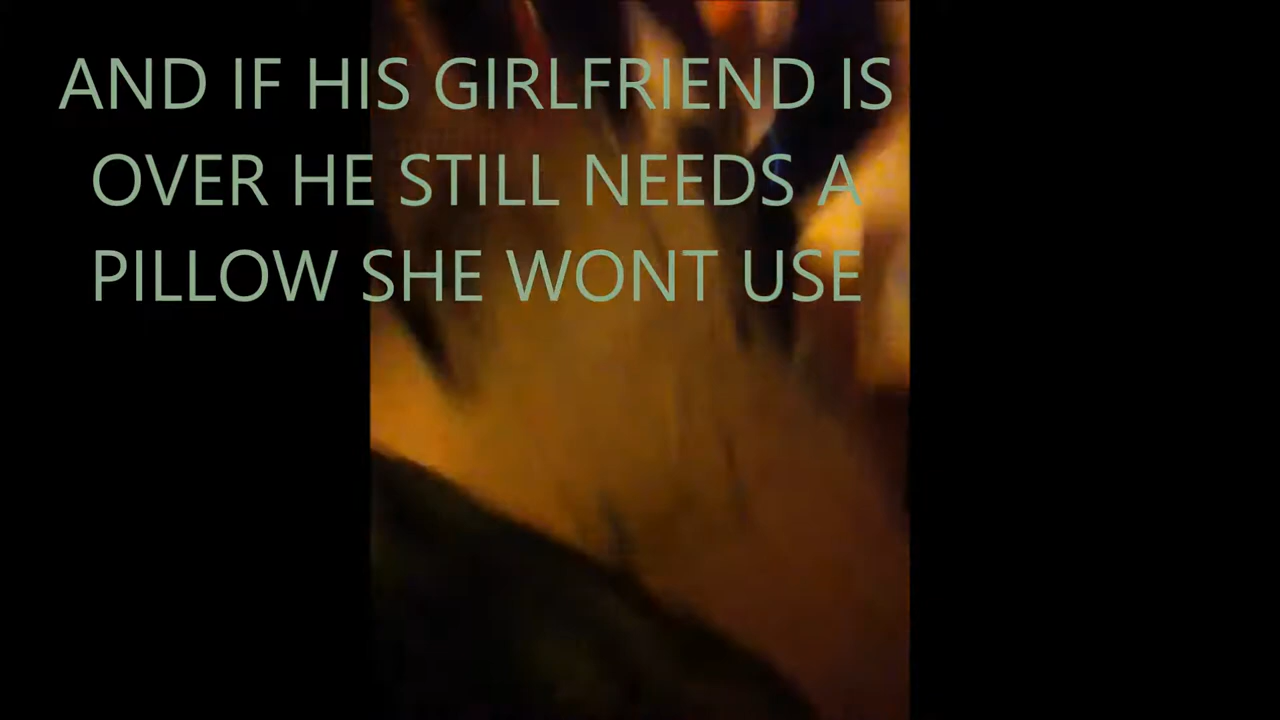 AND IF HIS GIRLFRIEND IS
OVER HE STILL NEEDS A
PILLOW SHE WONT USE